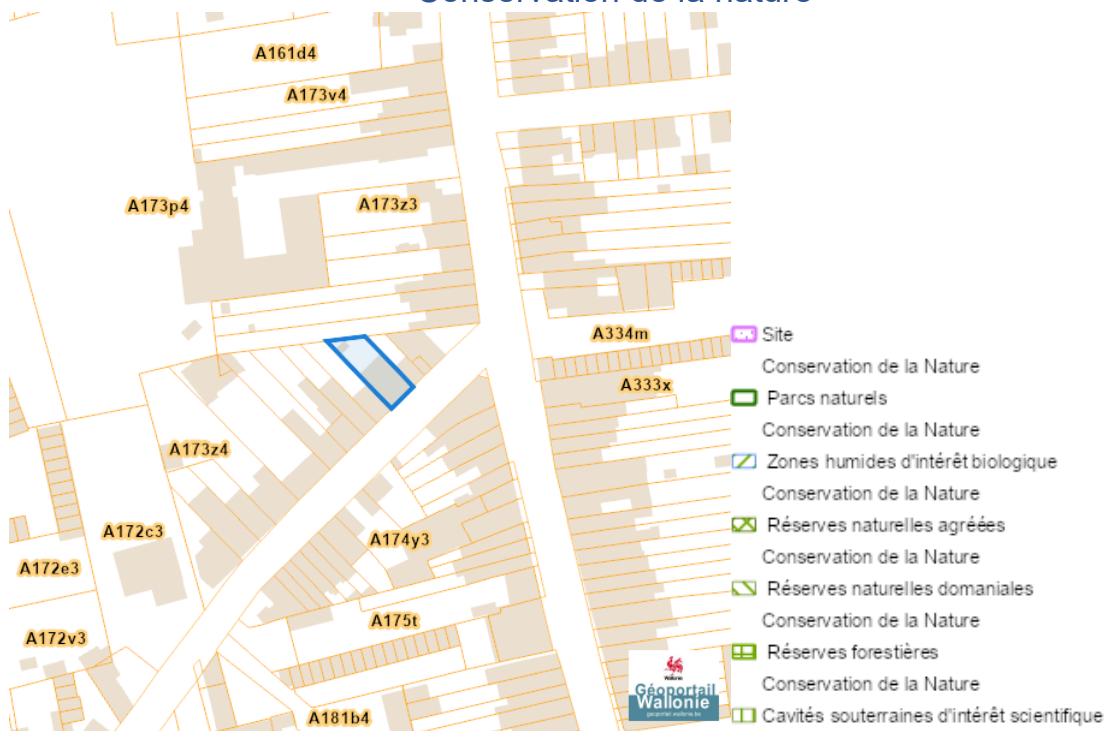 Conservation de la nature
A161d4
A173v4
A173p4
A173z3
A334m
A333x
A173z4
A172c3
A174y3
A172e3
A175t
A172v3
A181b4
Site
Conservation de la Nature
Parcs naturels
Conservation de la Nature
Zones humides d'intérêt biologique
Conservation de la Nature
Réserves naturelles agréées
Conservation de la Nature
Réserves naturelles domaniales
Conservation de la Nature
Réserves forestières
Conservation de la Nature
Cavités souterraines d'intérêt scientifique
Wallonie
Géoportail
Wallonie
geoportail.wallonie.be